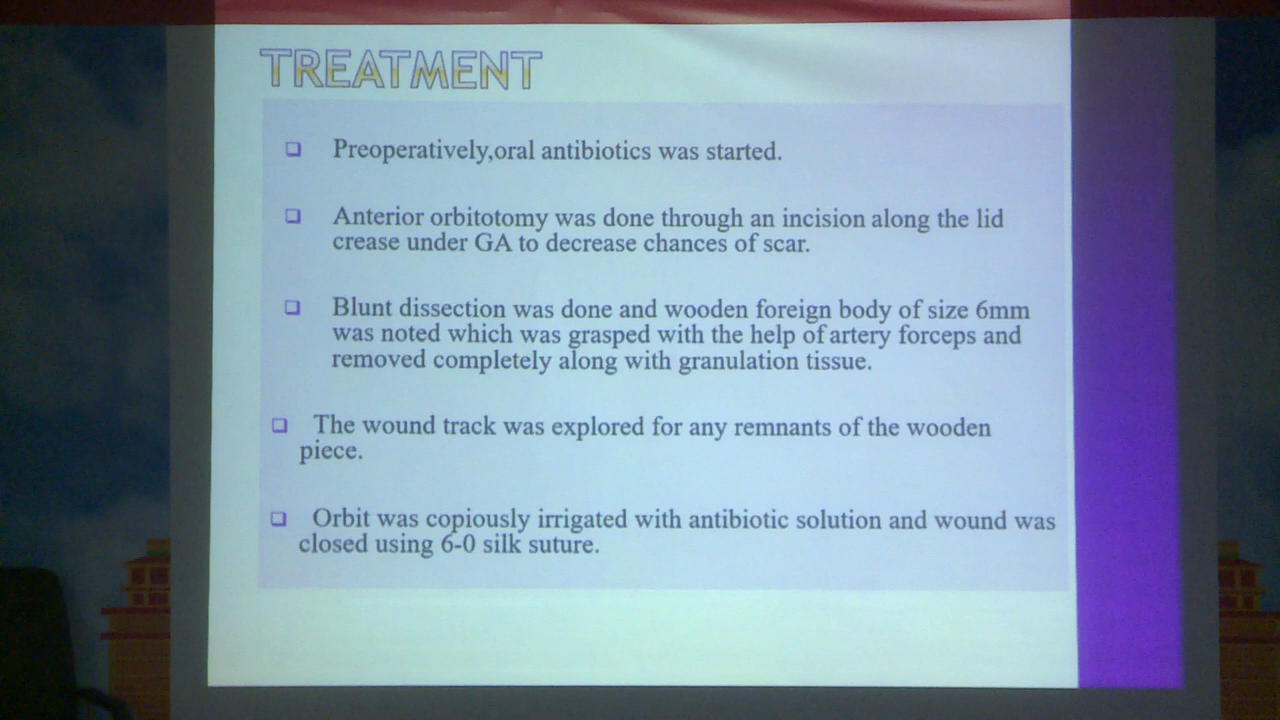 TREATMENT
Preoperatively,oral antibiotics was started.
Anterior orbitotomy was done through an incision along the lid
crease under GA to decrease chances of scar.
Blunt dissection was done and wooden foreign body of size 6mm
was noted which was grasped with the help of artery forceps and
removed completely along with granulation tissue.
The wound track was explored for any remnants of the wooden
piece.
Orbit was copiously irrigated with antibiotic solution and wound was
closed using 6-0 silk suture.